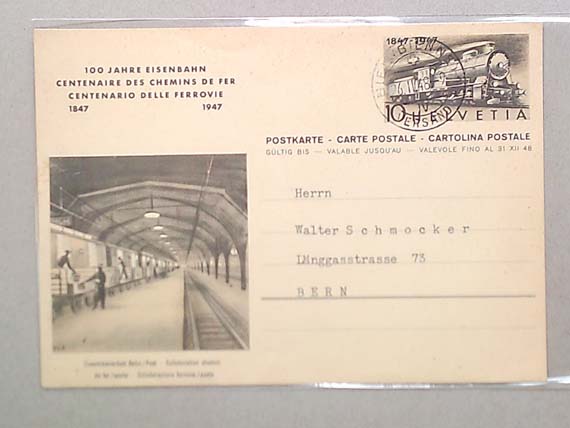 100 JAHRE EISENBAHN
CENTENAIRE DES CHEMINS DE FER
CENTENARIO DELLE FERROVIE
1847 1947
1847-1947
10 HELVETIA
POSTKARTE - CARTE POSTALE - CARTOLINA POSTALE
GÜLTIG BIS — VALABLE JUSQU'AU — VALEVOLE FINO AL 31 XII 48
Herrn
Walter Schmocker
Länggasstrasse 73
BERN